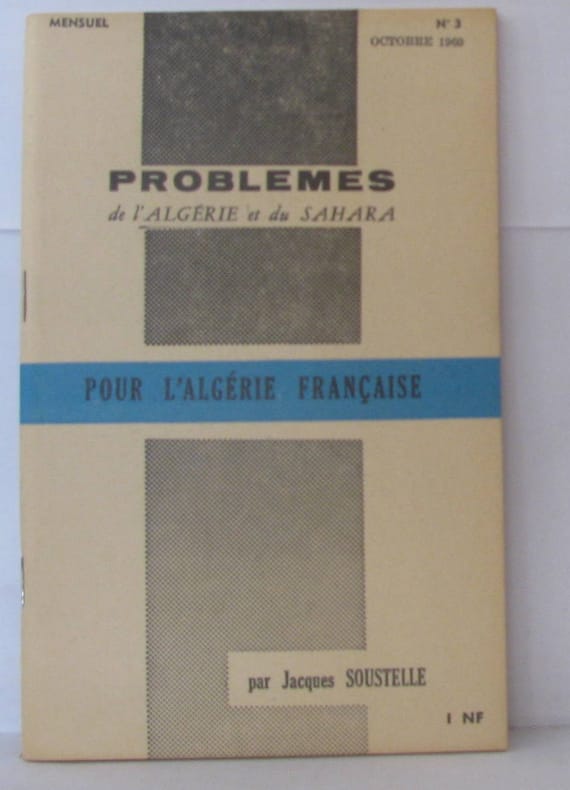 MENSUEL
N° 3
OCTOBRE 1960
PROBLEMES
de l'ALGÉRIE et du SAHARA
POUR L'ALGÉRIE FRANÇAISE
par Jacques SOUSTELLE
1 NF